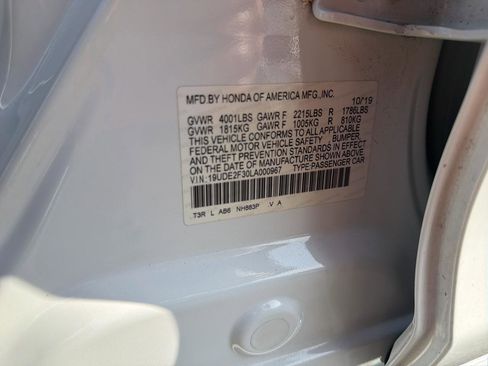 MFD.BY HONDA OF AMERICA MFG.,INC. 10/19
GVWR 4001LBS GAWR F 2215LBS R 1786LBS
GVWR 1815KG GAWR F 1005KG R 810KG
THIS VEHICLE CONFORMS TO ALL APPLICABLE
FEDERAL MOTOR VEHICLE SAFETY BUMPER,
AND THEFT PREVENTION STANDARDS IN EFFECT
ON THE DATE OF MANUFACTURE SHOWN ABOVE.
VIN:19UDE2F30LA000967 TYPE:PASSENGER CAR
T3R L AB6 NH883P V A